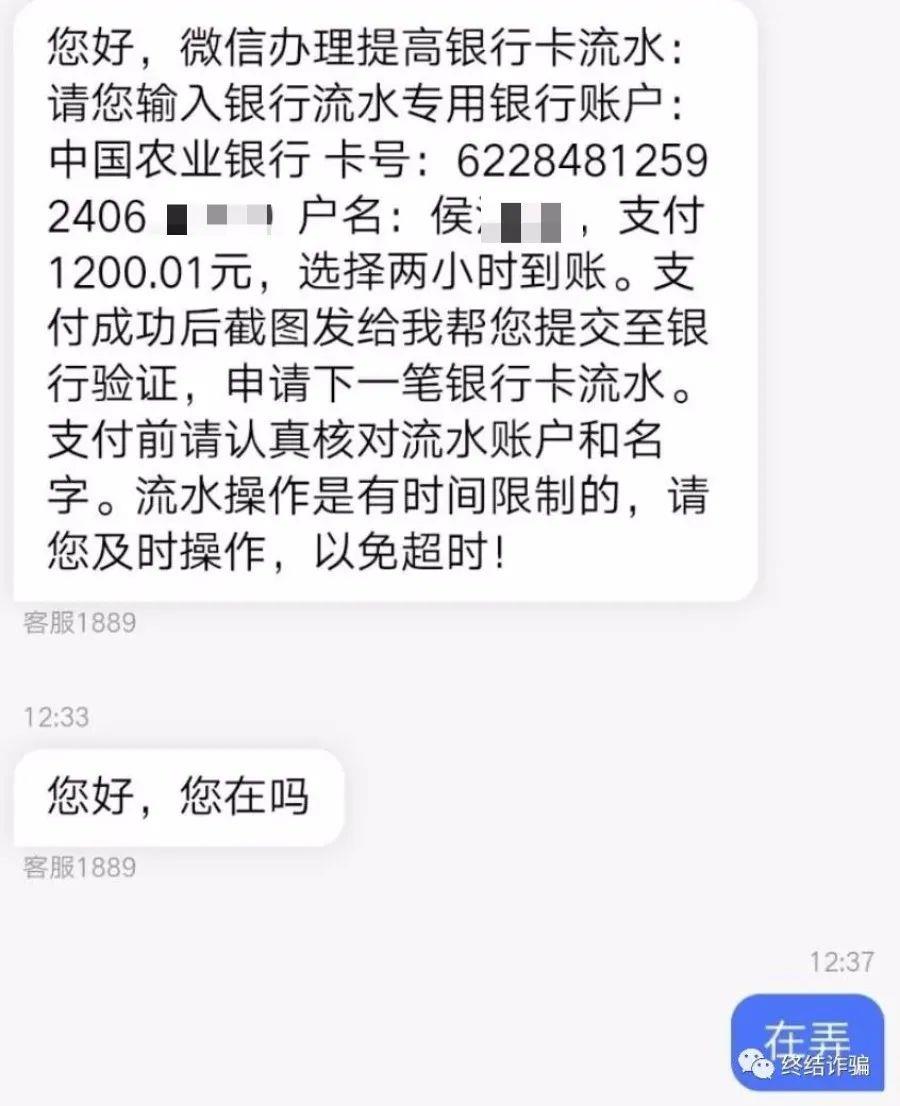 您好，微信办理提高银行卡流水：
请您输入银行流水专用银行账户：
中国农业银行 卡号：6228481259
2406 户名：侯 ，支付
1200.01元，选择两小时到账。支
付成功后截图发给我帮您提交至银
行验证，申请下一笔银行卡流水。
支付前请认真核对流水账户和名
字。流水操作是有时间限制的，请
您及时操作，以免超时！
客服1889
12:33
您好，您在吗
客服1889
12:37
在弄
终结诈骗